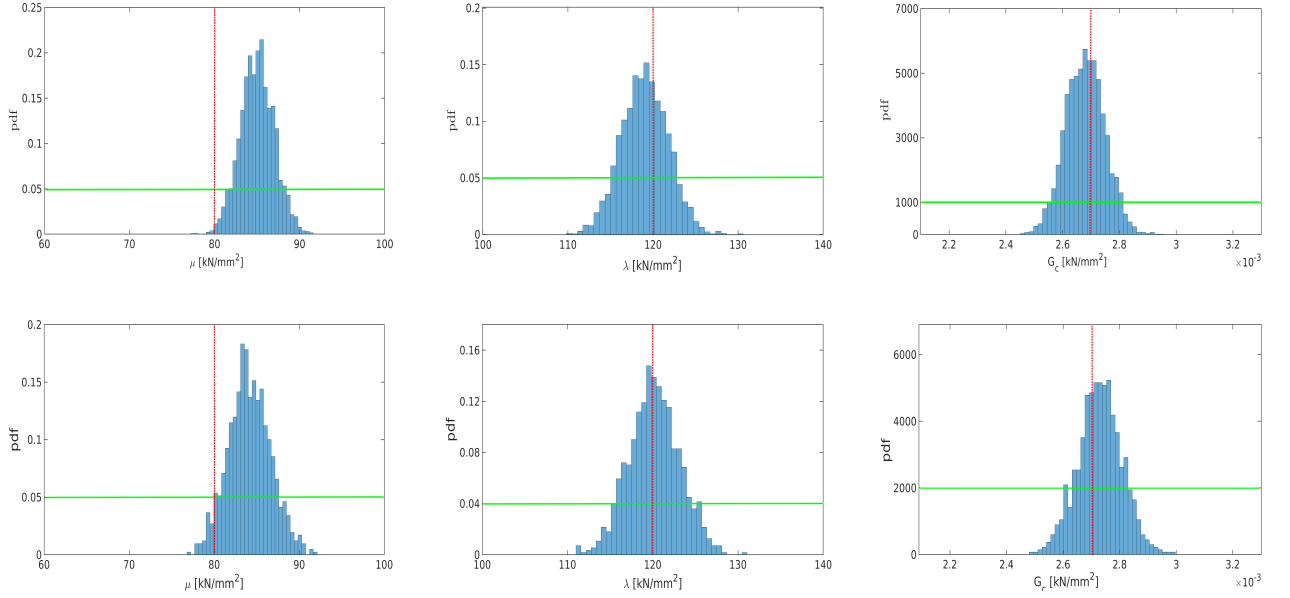 0.25
0.2
0.15
0.1
0.05
0
pdf
60 70 80 90 100
μ [kN/mm2]
0.2
0.15
0.1
0.05
0
pdf
100 110 120 130 140
λ [kN/mm2]
7000
5000
3000
1000
0
pdf
2.2 2.4 2.6 2.8 3 3.2
Gc [kN/mm2]
×10-3
0.2
0.15
0.1
0.05
0
pdf
60 70 80 90 100
μ [kN/mm2]
0.16
0.12
0.08
0.04
0
pdf
100 110 120 130 140
λ [kN/mm2]
6000
4000
2000
0
pdf
2.2 2.4 2.6 2.8 3 3.2
Gc [kN/mm2]
×10-3